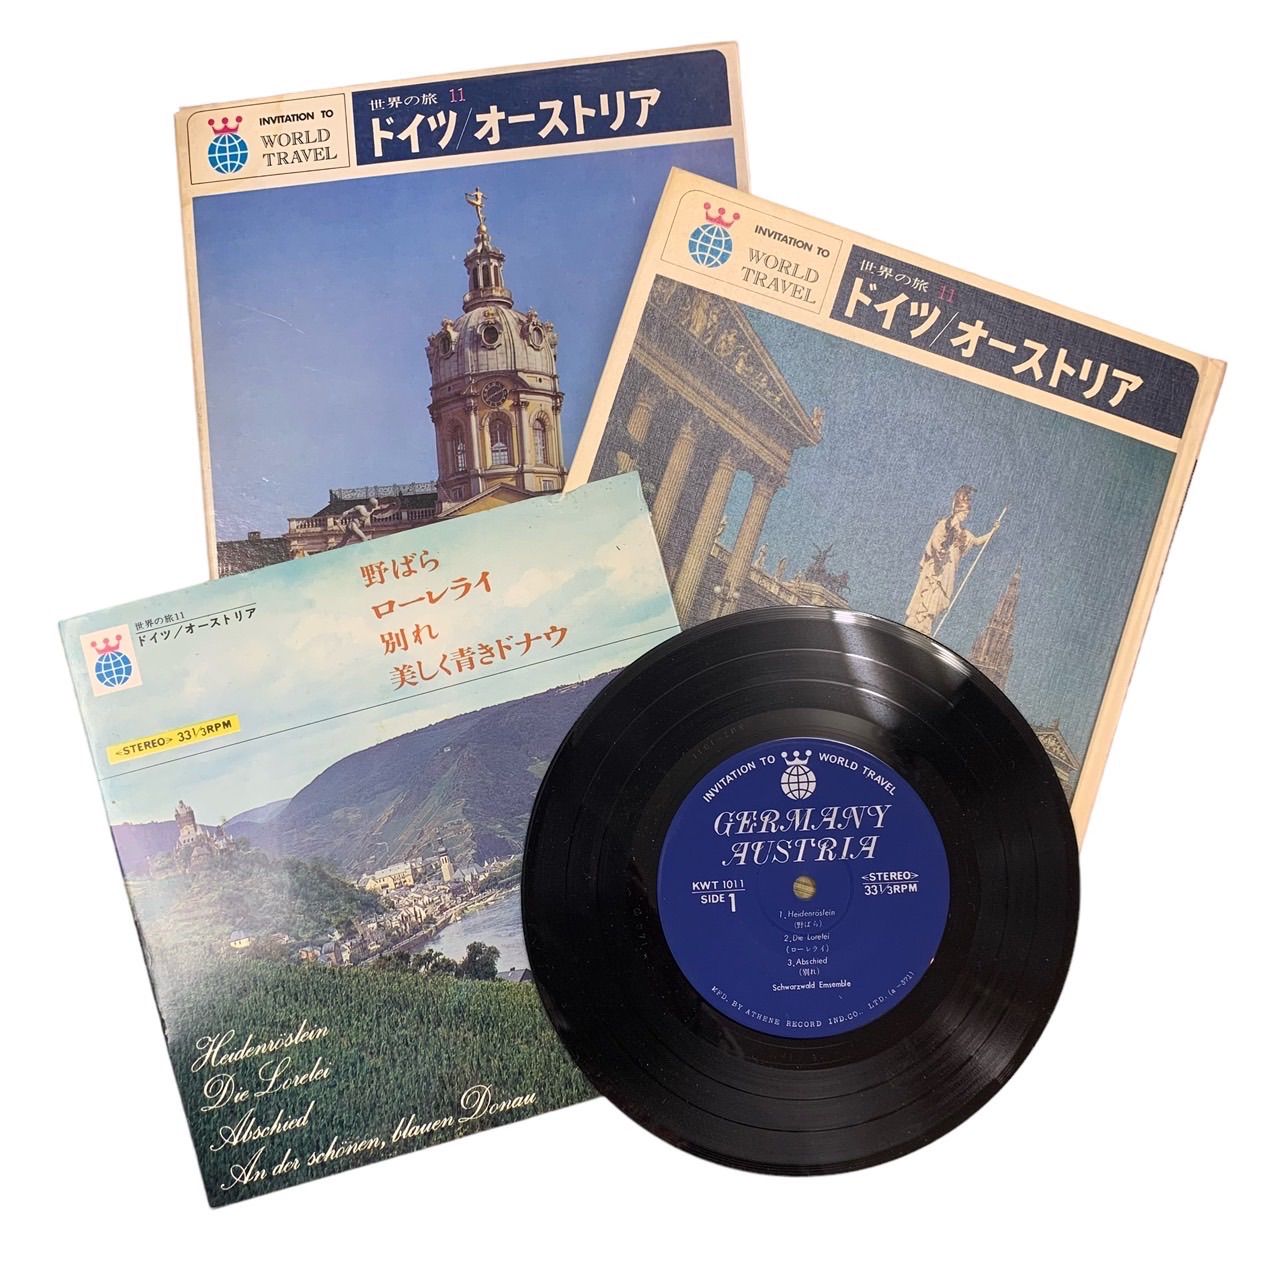 INVITATION TO
WORLD
TRAVEL
世界の旅 11
ドイツ/オーストリア
INVITATION TO
WORLD
TRAVEL
世界の旅 11
ドイツ/オーストリア
世界の旅11
ドイツ/オーストリア
野ばら
ローレライ
別れ
美しく青きドナウ
<STEREO> 33 1/3 RPM
Heidenröslein
Die Lorelei
Abschied
An der schönen, blauen Donau
INVITATION TO WORLD TRAVEL
GERMANY
AUSTRIA
KWT 1011
SIDE 1
<STEREO>
33 1/3 RPM
1. Heidenröslein
(野ばら)
2. Die Lorelei
(ローレライ)
3. Abschied
(別れ)
Schwarzwald Emsemble
MFD. BY ATHENE RECORD IND.CO., LTD. (a-371)